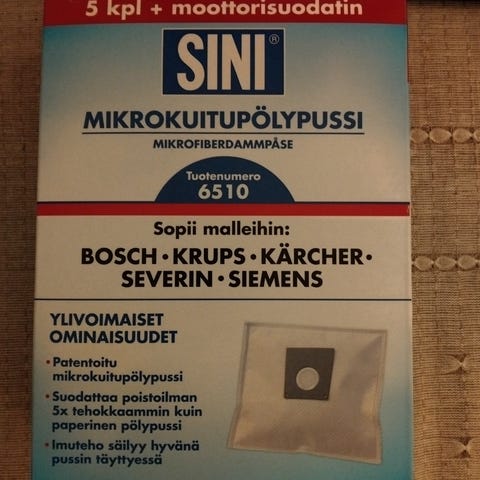 5 kpl + moottorisuodatin
SINI®
MIKROKUITUPÖLYPUSSI
MIKROFIBERDAMMPÅSE
Tuotenumero
6510
Sopii malleihin:
BOSCH • KRUPS • KÄRCHER •
SEVERIN • SIEMENS
YLIVOIMAISET
OMINAISUUDET
• Patentoitu
mikrokuitupölypussi
• Suodattaa poistoilman
5x tehokkaammin kuin
paperinen pölypussi
• Imuteho säilyy hyvänä
pussin täyttyessä